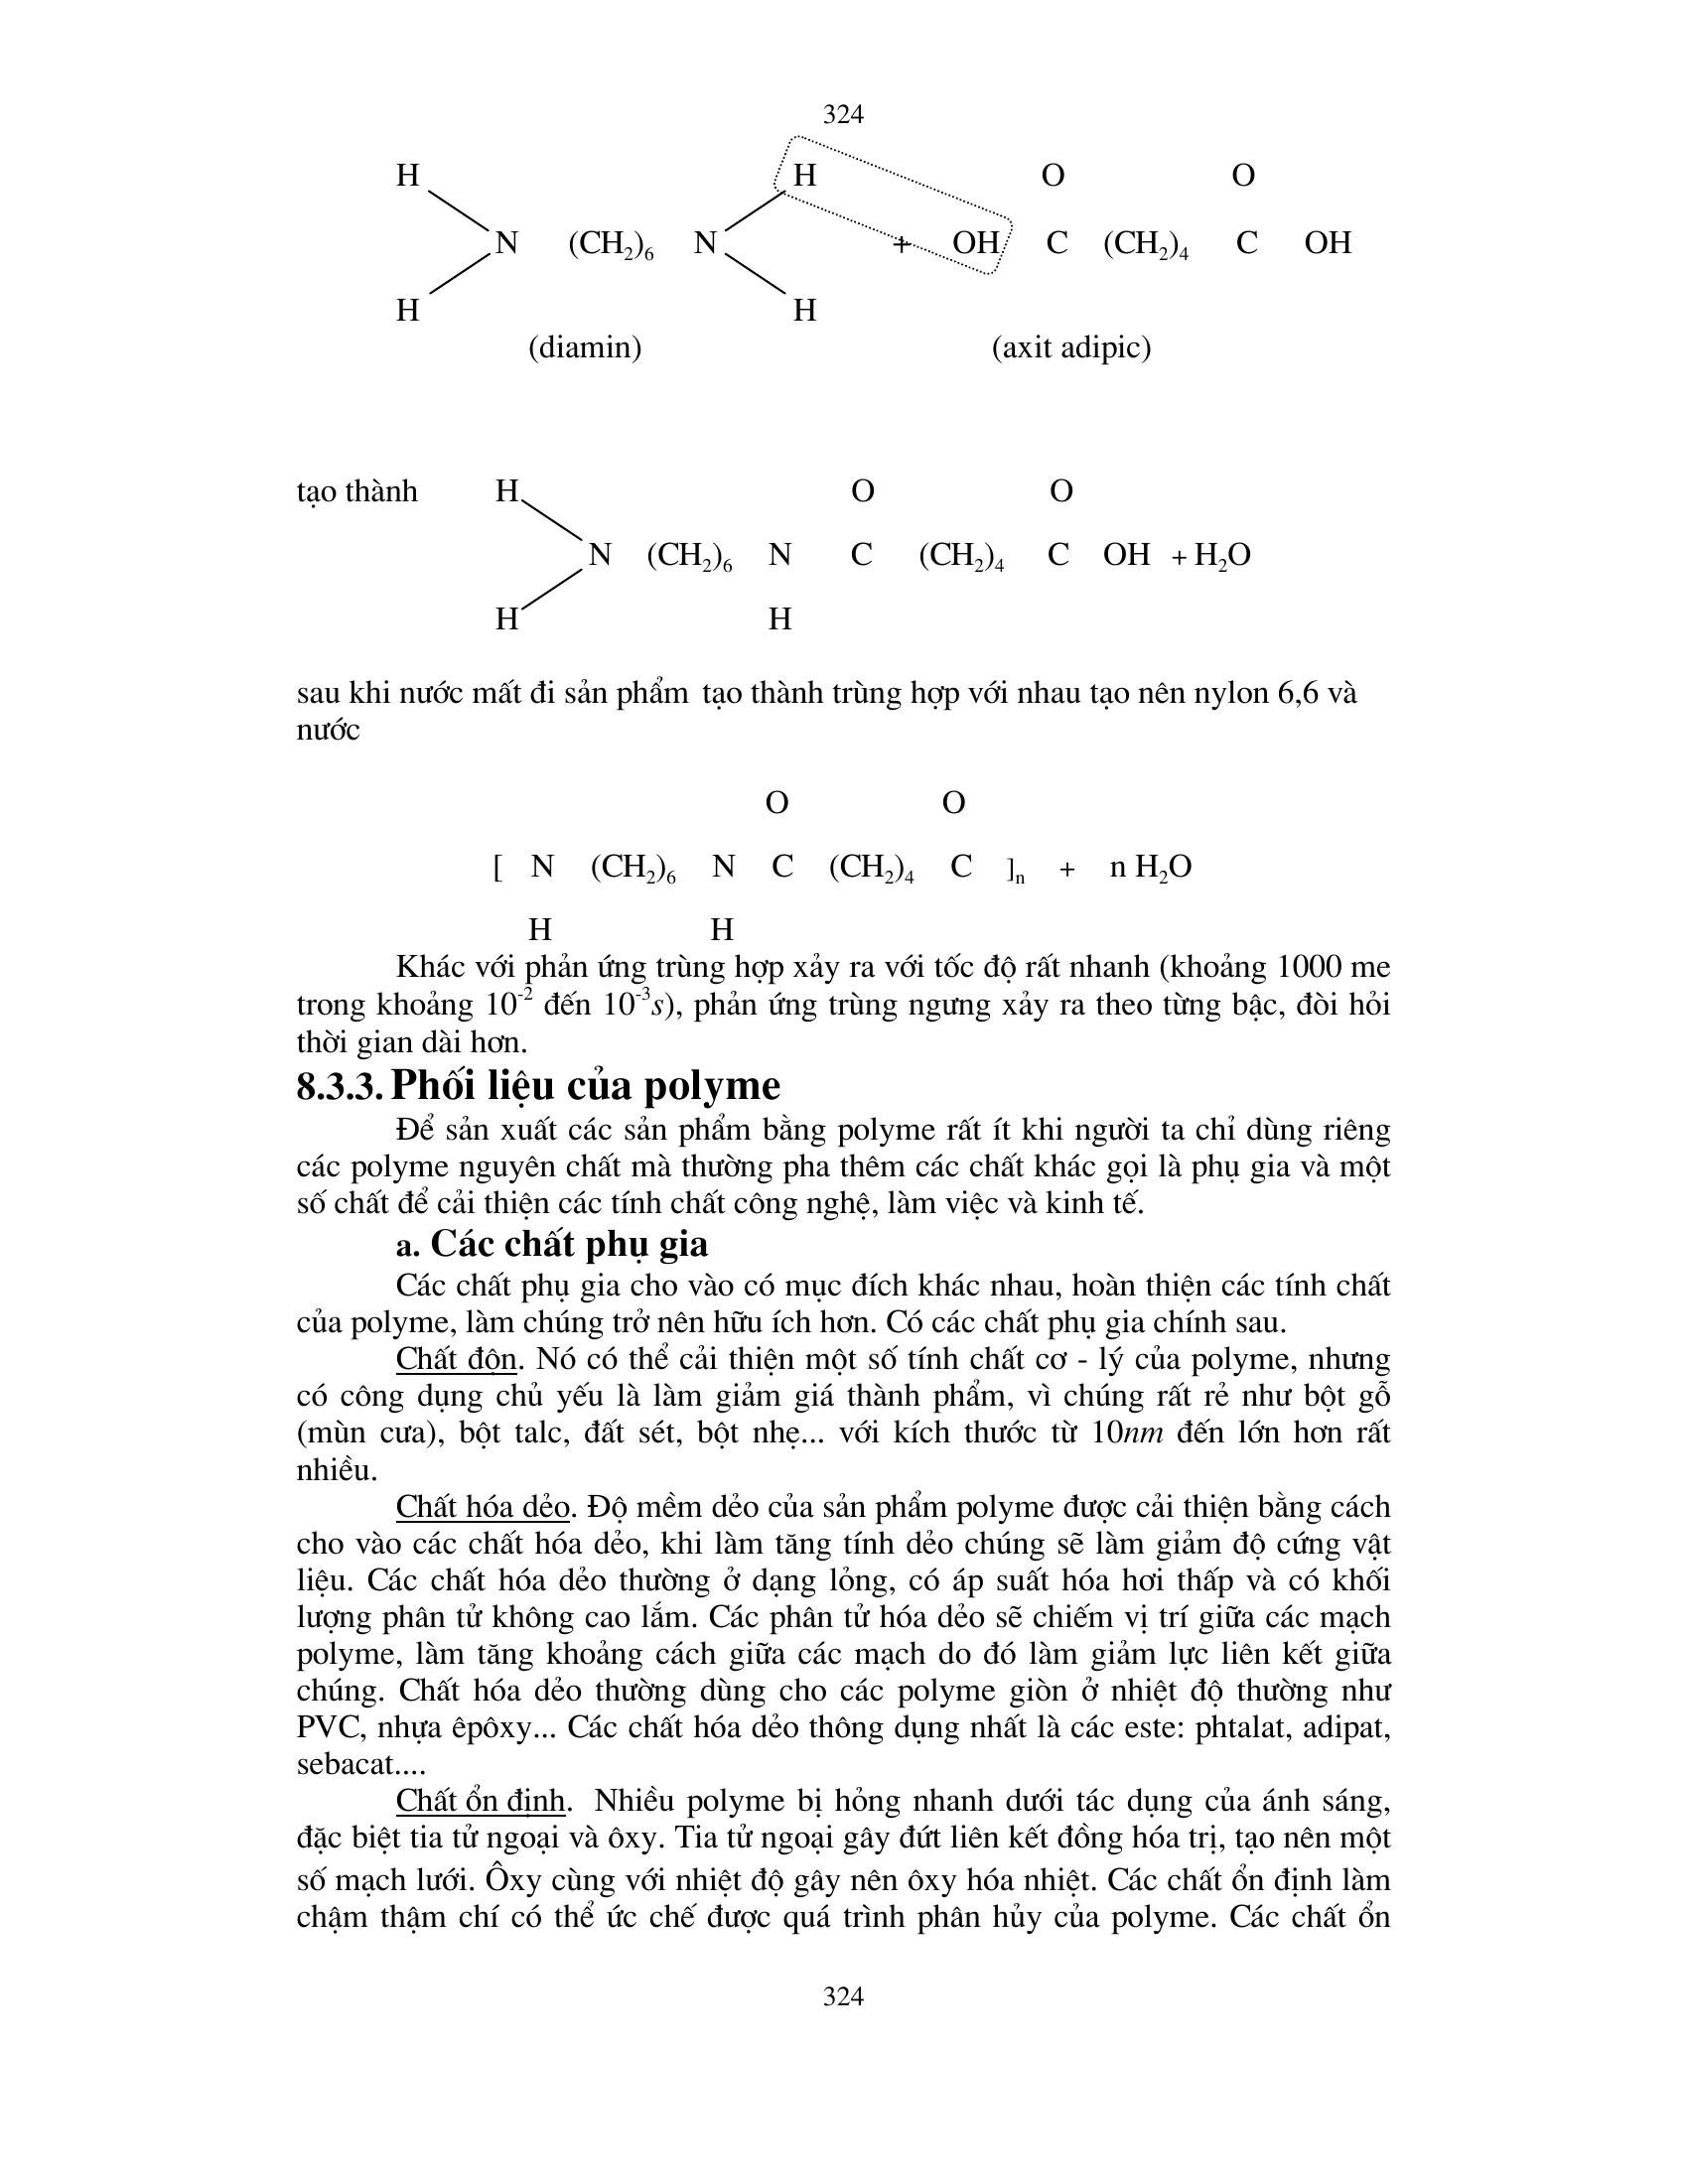 324
H H O O
N (CH₂)₆ N + OH C (CH₂)₄ C OH
H H
(diamin) (axit adipic)
tạo thành H O O
N (CH₂)₆ N C (CH₂)₄ C OH + H₂O
H H
sau khi nước mất đi sản phẩm tạo thành trùng hợp với nhau tạo nên nylon 6,6 và
nước
O O
[ N (CH₂)₆ N C (CH₂)₄ C ]ₙ + n H₂O
H H
Khác với phản ứng trùng hợp xảy ra với tốc độ rất nhanh (khoảng 1000 me
trong khoảng 10⁻² đến 10⁻³s), phản ứng trùng ngưng xảy ra theo từng bậc, đòi hỏi
thời gian dài hơn.
8.3.3. Phối liệu của polyme
Để sản xuất các sản phẩm bằng polyme rất ít khi người ta chỉ dùng riêng
các polyme nguyên chất mà thường pha thêm các chất khác gọi là phụ gia và một
số chất để cải thiện các tính chất công nghệ, làm việc và kinh tế.
a. Các chất phụ gia
Các chất phụ gia cho vào có mục đích khác nhau, hoàn thiện các tính chất
của polyme, làm chúng trở nên hữu ích hơn. Có các chất phụ gia chính sau.
Chất độn. Nó có thể cải thiện một số tính chất cơ - lý của polyme, nhưng
có công dụng chủ yếu là làm giảm giá thành phẩm, vì chúng rất rẻ như bột gỗ
(mùn cưa), bột talc, đất sét, bột nhẹ... với kích thước từ 10nm đến lớn hơn rất
nhiều.
Chất hóa dẻo. Độ mềm dẻo của sản phẩm polyme được cải thiện bằng cách
cho vào các chất hóa dẻo, khi làm tăng tính dẻo chúng sẽ làm giảm độ cứng vật
liệu. Các chất hóa dẻo thường ở dạng lỏng, có áp suất hóa hơi thấp và có khối
lượng phân tử không cao lắm. Các phân tử hóa dẻo sẽ chiếm vị trí giữa các mạch
polyme, làm tăng khoảng cách giữa các mạch do đó làm giảm lực liên kết giữa
chúng. Chất hóa dẻo thường dùng cho các polyme giòn ở nhiệt độ thường như
PVC, nhựa êpôxy... Các chất hóa dẻo thông dụng nhất là các este: phtalat, adipat,
sebacat....
Chất ổn định. Nhiều polyme bị hỏng nhanh dưới tác dụng của ánh sáng,
đặc biệt tia tử ngoại và ôxy. Tia tử ngoại gây đứt liên kết đồng hóa trị, tạo nên một
số mạch lưới. Ôxy cùng với nhiệt độ gây nên ôxy hóa nhiệt. Các chất ổn định làm
chậm thậm chí có thể ức chế được quá trình phân hủy của polyme. Các chất ổn
324